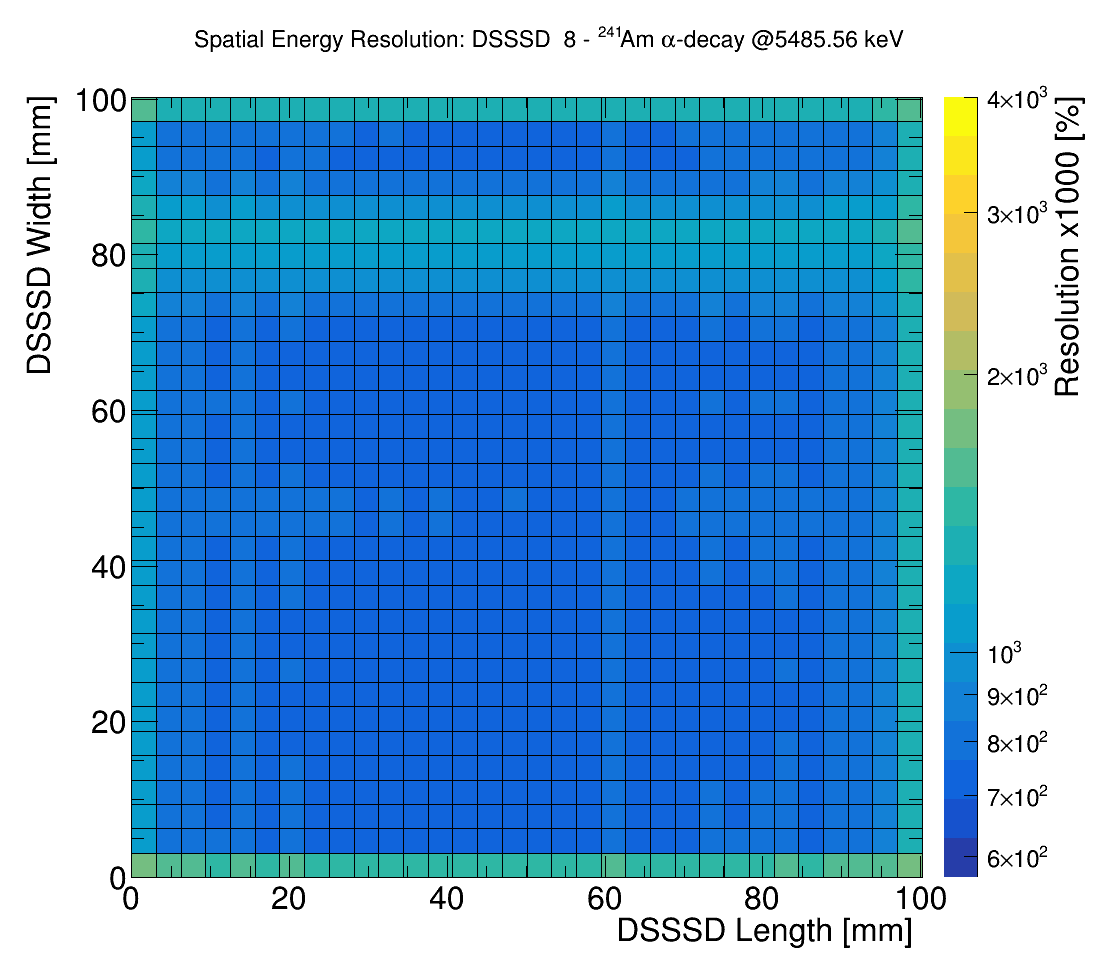 Spatial Energy Resolution: DSSSD 8 - ²⁴¹Am α-decay @5485.56 keV
DSSSD Width [mm]
100
80
60
40
20
0
0 20 40 60 80 100
DSSSD Length [mm]
4×10³
3×10³
2×10³
10³
9×10²
8×10²
7×10²
6×10²
Resolution x1000 [%]